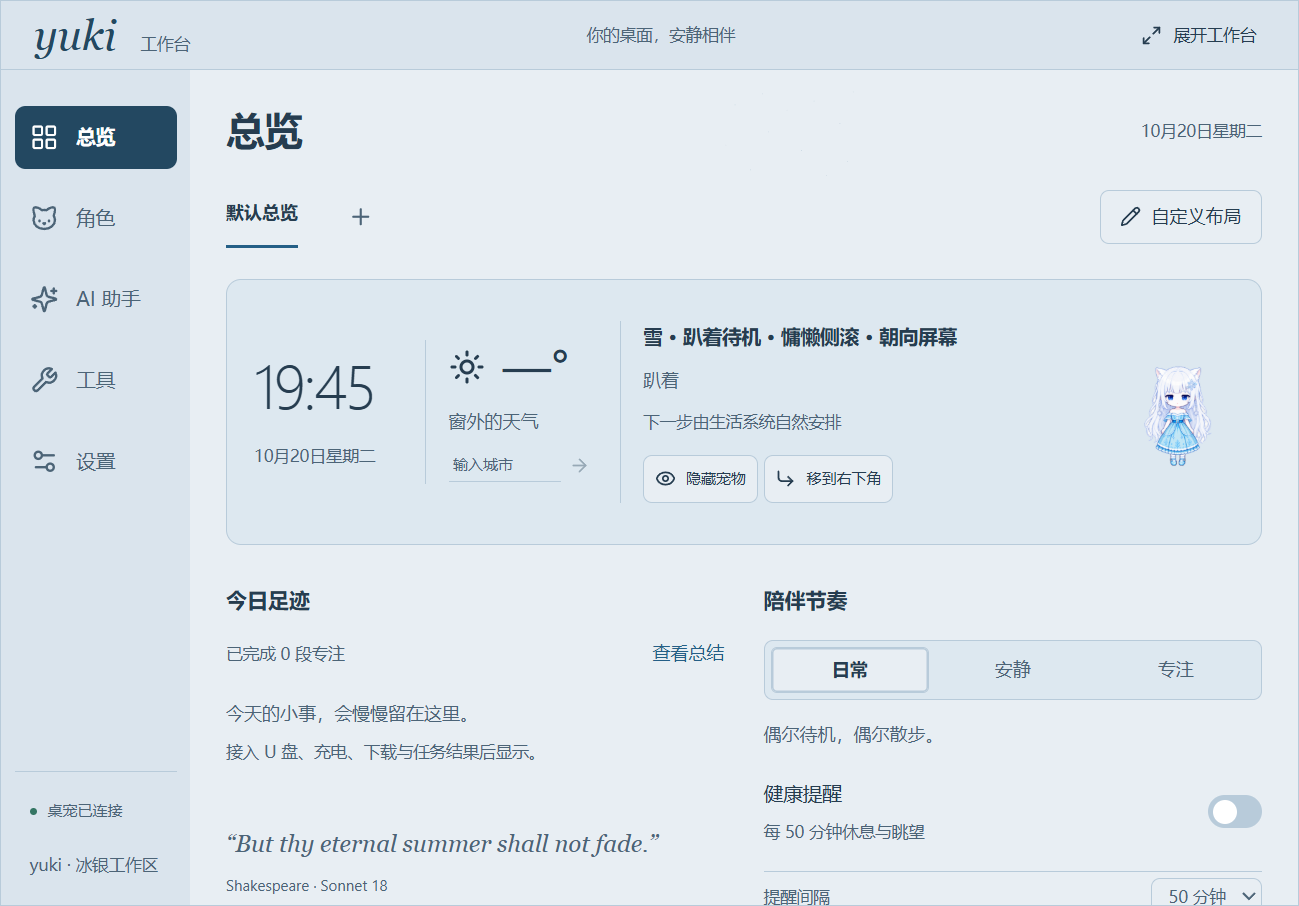 yuki 工作台
你的桌面，安静相伴
展开工作台
总览
角色
AI 助手
工具
设置
桌宠已连接
yuki · 冰银工作区
总览
10月20日星期二
默认总览
+
自定义布局
19:45
10月20日星期二
—°
窗外的天气
输入城市
雪 • 趴着待机 • 慵懒侧滚 • 朝向屏幕
趴着
下一步由生活系统自然安排
隐藏宠物
移到右下角
今日足迹
已完成 0 段专注
查看总结
今天的小事，会慢慢留在这里。
接入 U 盘、充电、下载与任务结果后显示。
“But thy eternal summer shall not fade.”
Shakespeare · Sonnet 18
陪伴节奏
日常
安静
专注
偶尔待机，偶尔散步。
健康提醒
每 50 分钟休息与眺望
提醒间隔
50 分钟